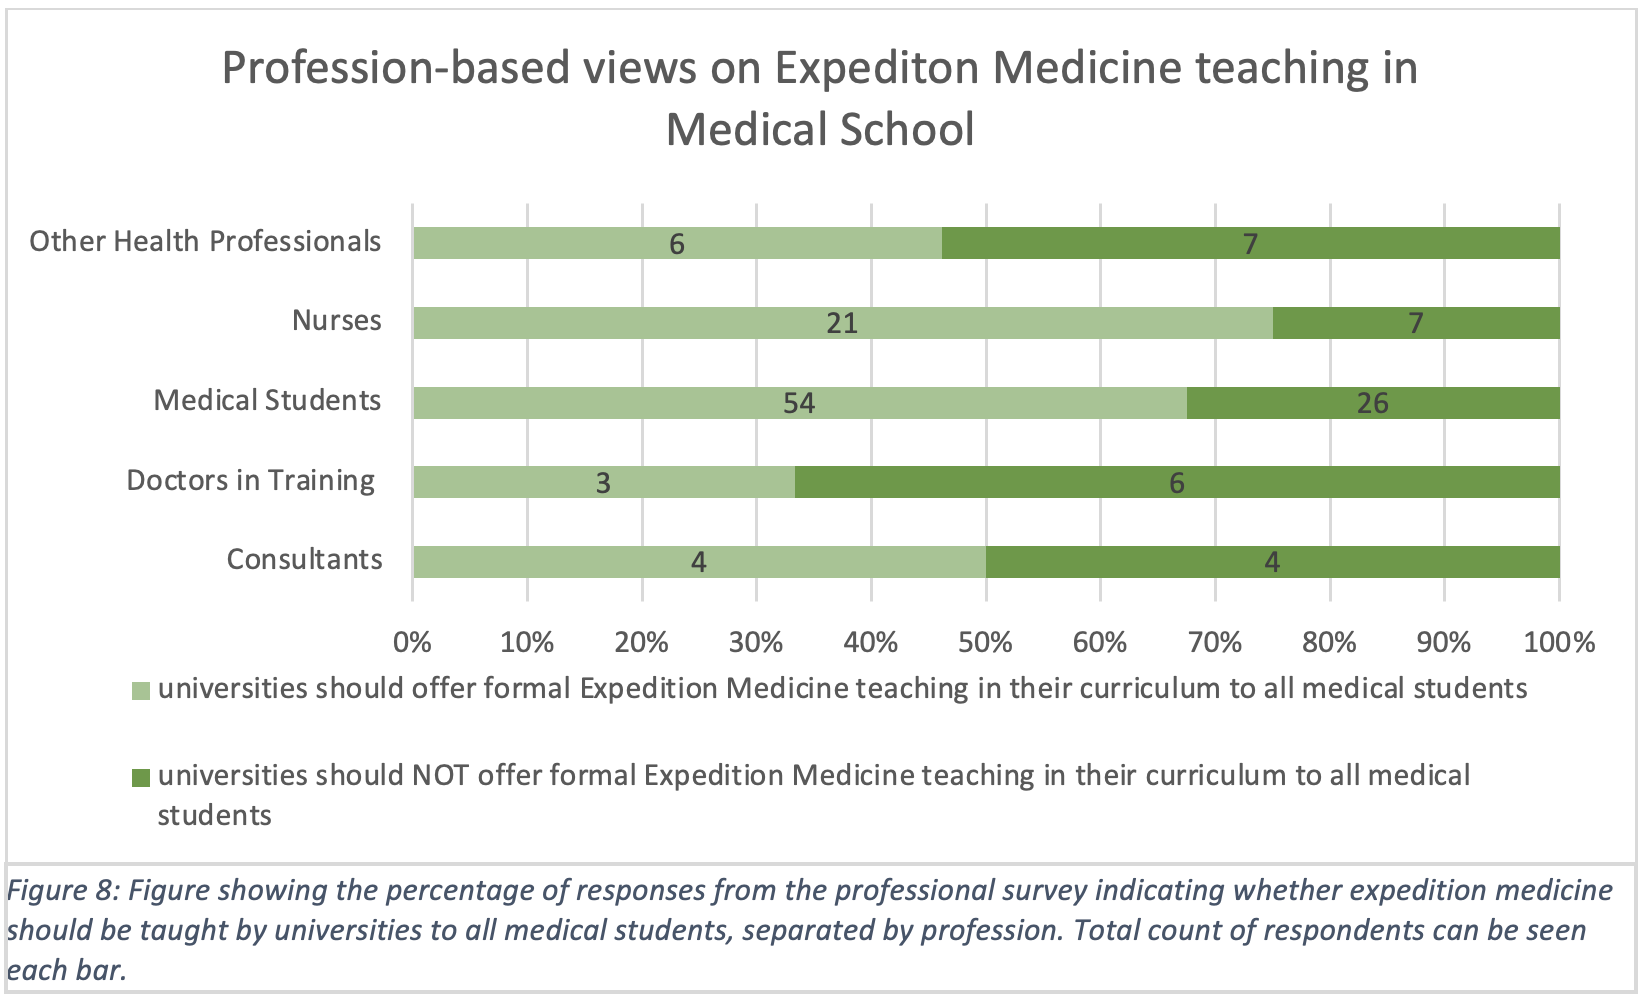 Profession-based views on Expediton Medicine teaching in
Medical School
Other Health Professionals
6
7
Nurses
21
7
Medical Students
54
26
Doctors in Training
3
6
Consultants
4
4
0% 10% 20% 30% 40% 50% 60% 70% 80% 90% 100%
universities should offer formal Expedition Medicine teaching in their curriculum to all medical students
universities should NOT offer formal Expedition Medicine teaching in their curriculum to all medical
students
Figure 8: Figure showing the percentage of responses from the professional survey indicating whether expedition medicine
should be taught by universities to all medical students, separated by profession. Total count of respondents can be seen
each bar.